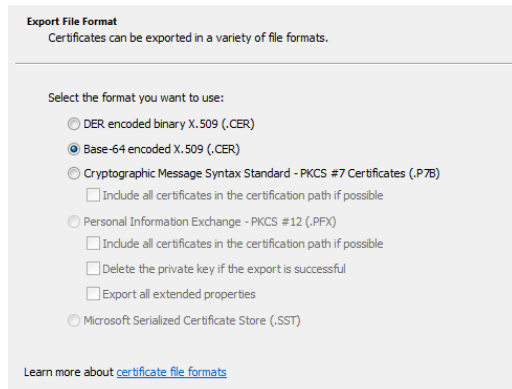 Export File Format
Certificates can be exported in a variety of file formats.
Select the format you want to use:
DER encoded binary X.509 (.CER)
Base-64 encoded X.509 (.CER)
Cryptographic Message Syntax Standard - PKCS #7 Certificates (.P7B)
Include all certificates in the certification path if possible
Personal Information Exchange - PKCS #12 (.PFX)
Include all certificates in the certification path if possible
Delete the private key if the export is successful
Export all extended properties
Microsoft Serialized Certificate Store (.SST)
Learn more about certificate file formats